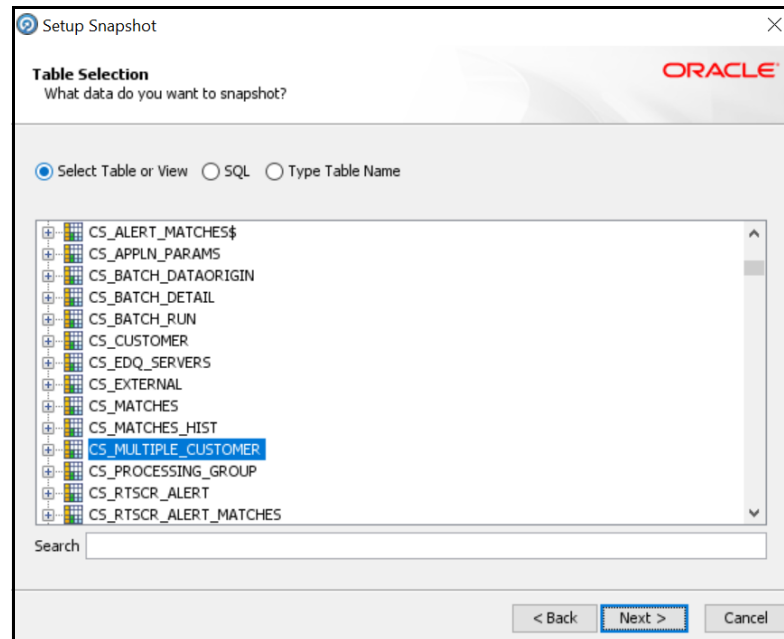 Setup Snapshot
Table Selection
ORACLE
What data do you want to snapshot?
Select Table or View SQL Type Table Name
CS_ALERT_MATCHES$
CS_APPLN_PARAMS
CS_BATCH_DATAORIGIN
CS_BATCH_DETAIL
CS_BATCH_RUN
CS_CUSTOMER
CS_EDQ_SERVERS
CS_EXTERNAL
CS_MATCHES
CS_MATCHES_HIST
CS_MULTIPLE_CUSTOMER
CS_PROCESSING_GROUP
CS_RTSCR_ALERT
CS_RTSCR_ALERT_MATCHES
Search
< Back Next > Cancel